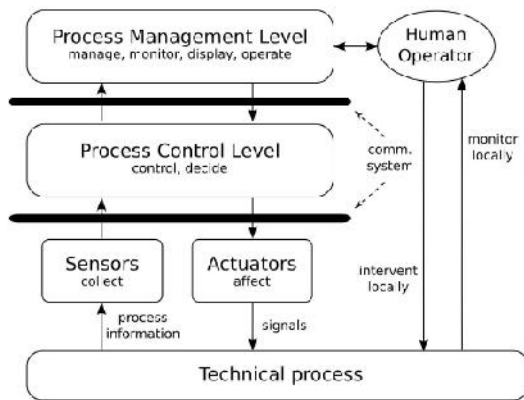 Process Management Level
manage, monitor, display, operate
Human
Operator
Process Control Level
control, decide
comm.
system
monitor
locally
Sensors
collect
Actuators
affect
intervent
locally
process
information
signals
Technical process